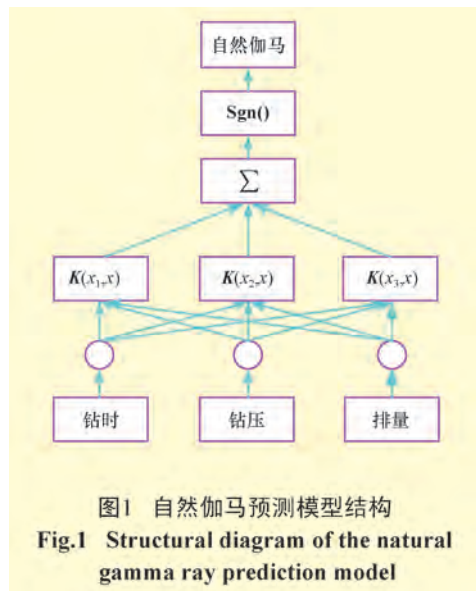 自然伽马
Sgn()
∑
K(x₁,x) K(x₂,x) K(x₃,x)
钻时 钻压 排量
图1 自然伽马预测模型结构
Fig.1 Structural diagram of the natural
gamma ray prediction model